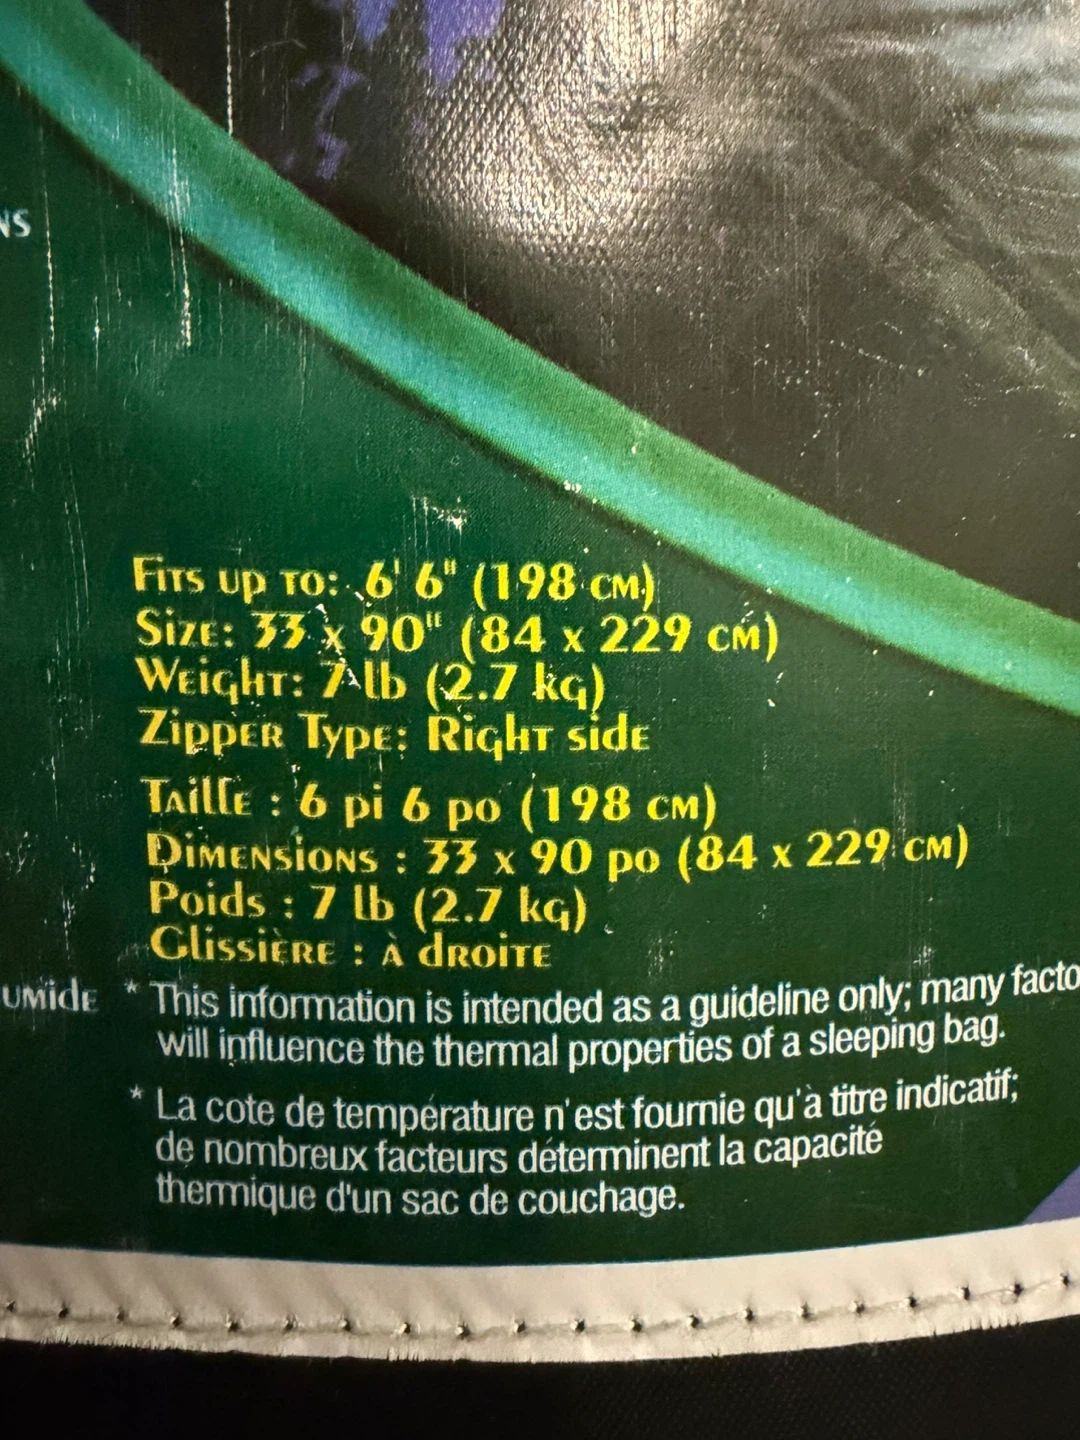 Fits up to: 6' 6" (198 cm)
Size: 33 x 90" (84 x 229 cm)
Weight: 7 lb (2.7 kg)
Zipper Type: Right side
Taille : 6 pi 6 po (198 cm)
Dimensions : 33 x 90 po (84 x 229 cm)
Poids : 7 lb (2.7 kg)
Glissière : à droite
* This information is intended as a guideline only; many
will influence the thermal properties of a sleeping bag.
* La cote de température n'est fournie qu'à titre indicatif;
de nombreux facteurs déterminent la capacité
thermique d'un sac de couchage.